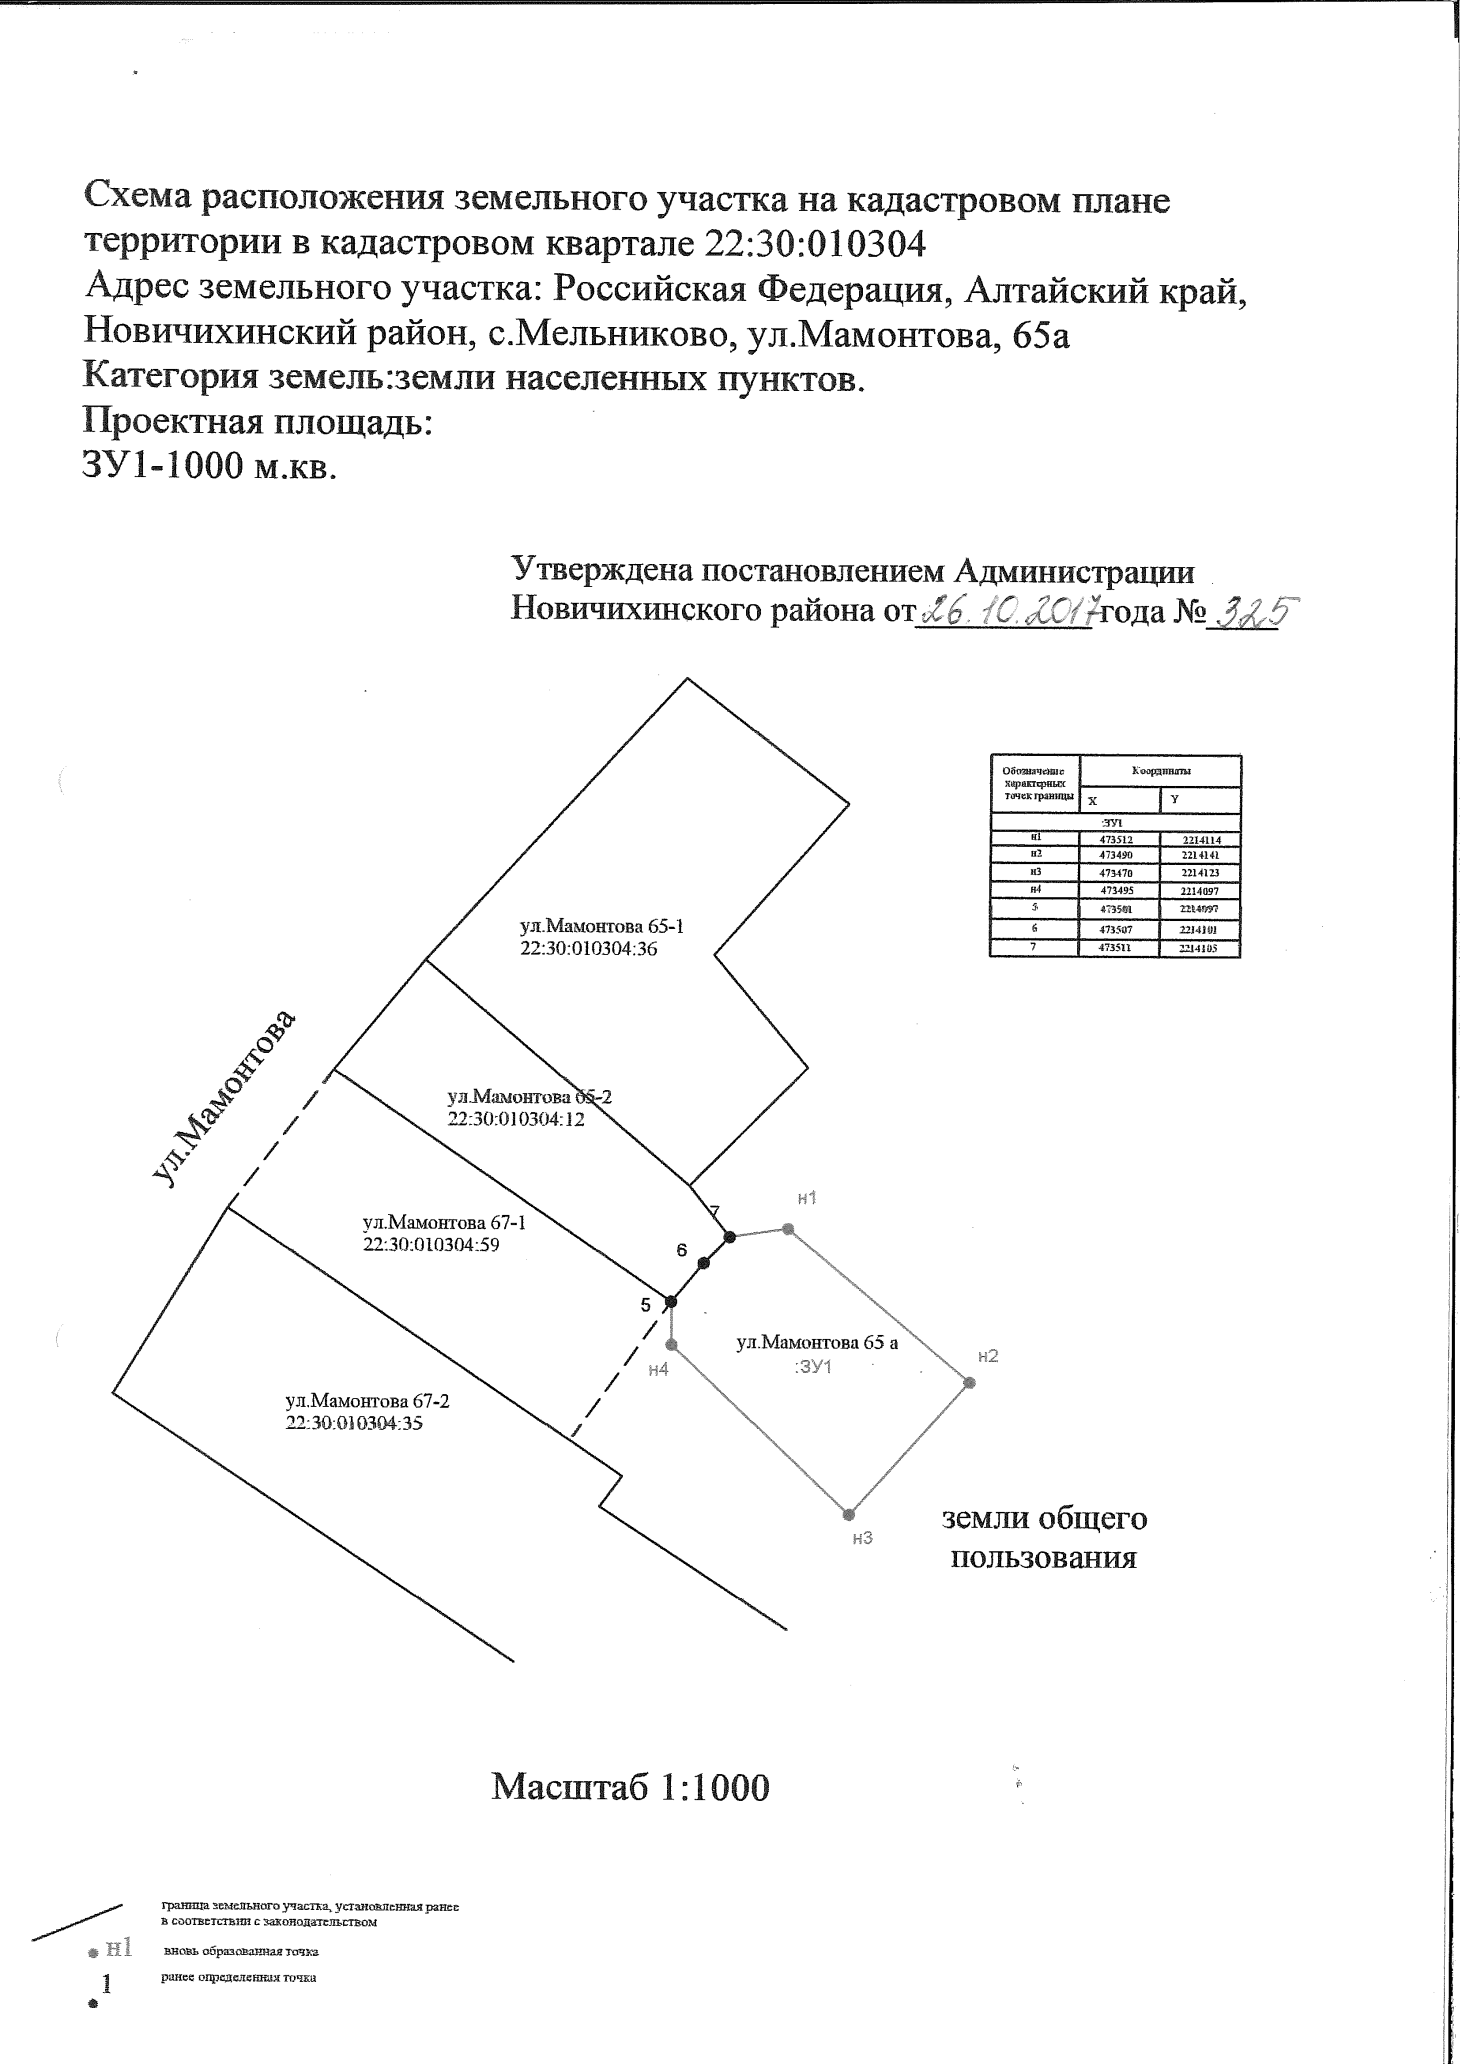 Схема расположения земельного участка на кадастровом плане
территории в кадастровом квартале 22:30:010304
Адрес земельного участка: Российская Федерация, Алтайский край,
Новичихинский район, с.Мельниково, ул.Мамонтова, 65а
Категория земель:земли населенных пунктов.
Проектная площадь:
ЗУ1-1000 м.кв.
Утверждена постановлением Администрации
Новичихинского района от 26.10.2017 года № 325
Обозначение характерных точек границы Координаты
X Y
:ЗУ1
н1 473512 2214114
н2 473490 2214141
н3 473470 2214123
н4 473495 2214097
5 473501 2214097
6 473507 2214101
7 473511 2214105
ул.Мамонтова 65-1
22:30:010304:36
ул.Мамонтова
ул.Мамонтова 65-2
22:30:010304:12
ул.Мамонтова 67-1
22:30:010304:59
7
н1
6
5
н4
ул.Мамонтова 65 а
:ЗУ1
н2
ул.Мамонтова 67-2
22:30:010304:35
н3
земли общего
пользования
Масштаб 1:1000
граница земельного участка, установленная ранее
в соответствии с законодательством
н1 вновь образованная точка
1 ранее определенная точка